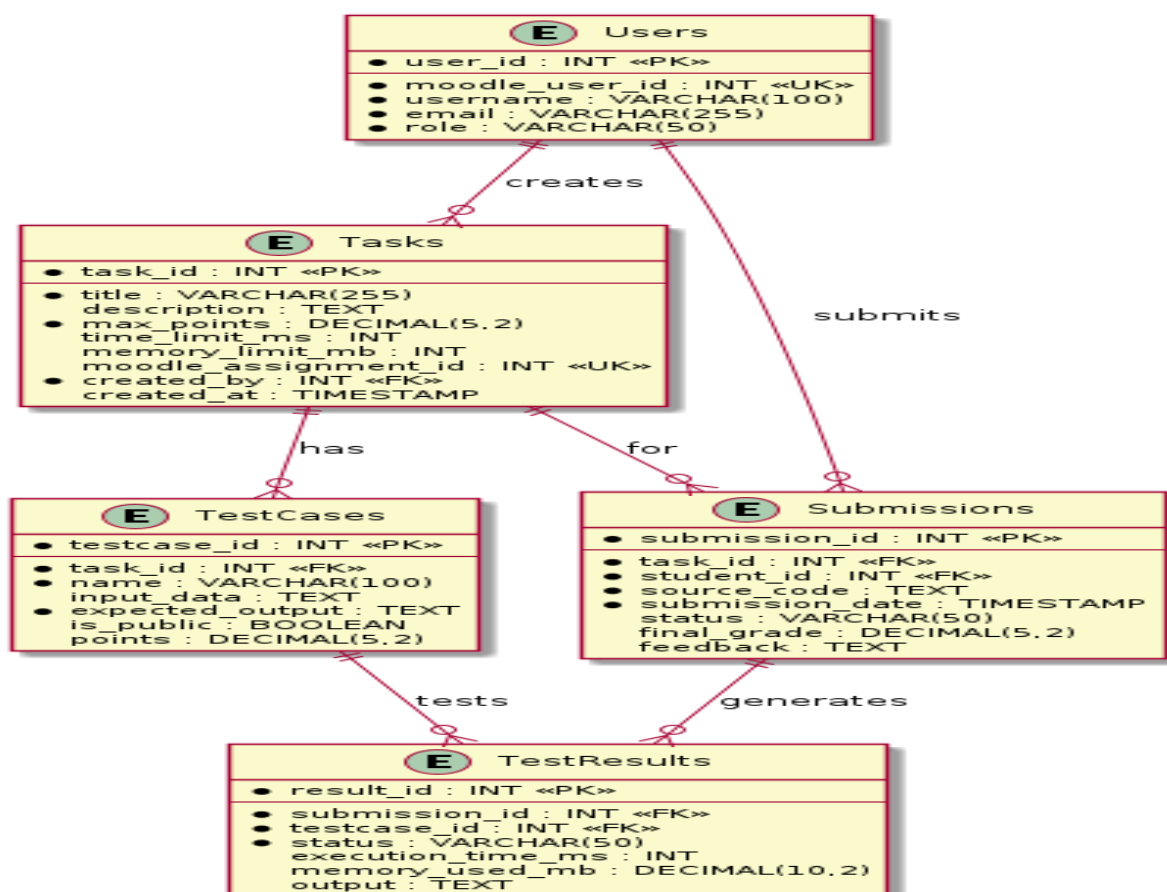 E Users
user_id : INT «PK»
moodle_user_id : INT «UK»
username : VARCHAR(100)
email : VARCHAR(255)
role : VARCHAR(50)
creates
submits
E Tasks
task_id : INT «PK»
title : VARCHAR(255)
description : TEXT
max_points : DECIMAL(5,2)
time_limit_ms : INT
memory_limit_mb : INT
moodle_assignment_id : INT «UK»
created_by : INT «FK»
created_at : TIMESTAMP
has
for
E TestCases
testcase_id : INT «PK»
task_id : INT «FK»
name : VARCHAR(100)
input_data : TEXT
expected_output : TEXT
is_public : BOOLEAN
points : DECIMAL(5,2)
E Submissions
submission_id : INT «PK»
task_id : INT «FK»
student_id : INT «FK»
source_code : TEXT
submission_date : TIMESTAMP
status : VARCHAR(50)
final_grade : DECIMAL(5,2)
feedback : TEXT
tests
generates
E TestResults
result_id : INT «PK»
submission_id : INT «FK»
testcase_id : INT «FK»
status : VARCHAR(50)
execution_time_ms : INT
memory_used_mb : DECIMAL(10,2)
output : TEXT